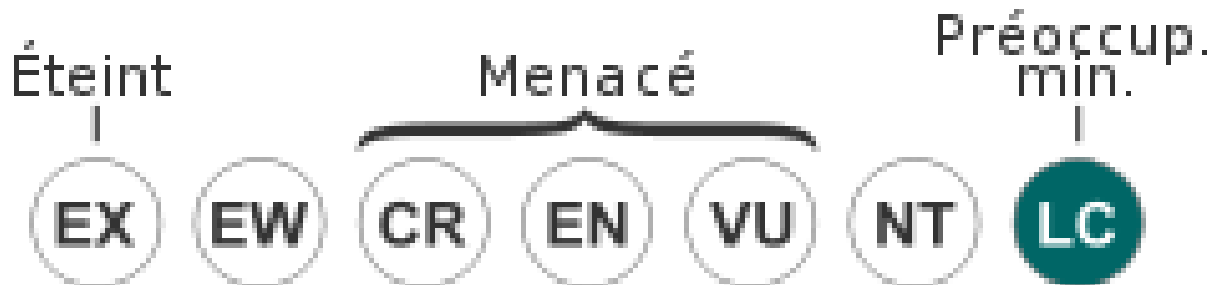 Éteint
Menacé
Préoccup.
min.
EX EW CR EN VU NT LC